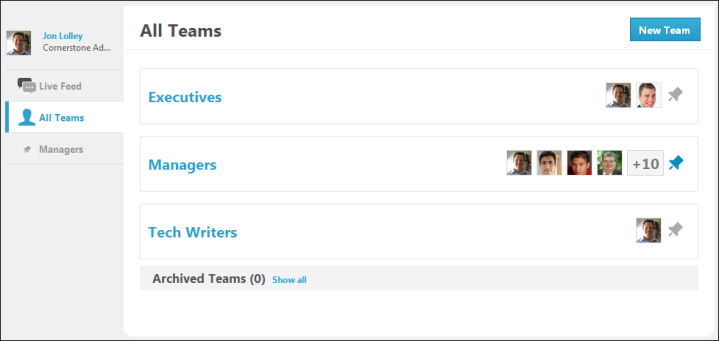 Jon Lolley
Cornerstone Ad...
Live Feed
All Teams
Managers
All Teams
New Team
Executives
Managers
+10
Tech Writers
Archived Teams (0) Show all